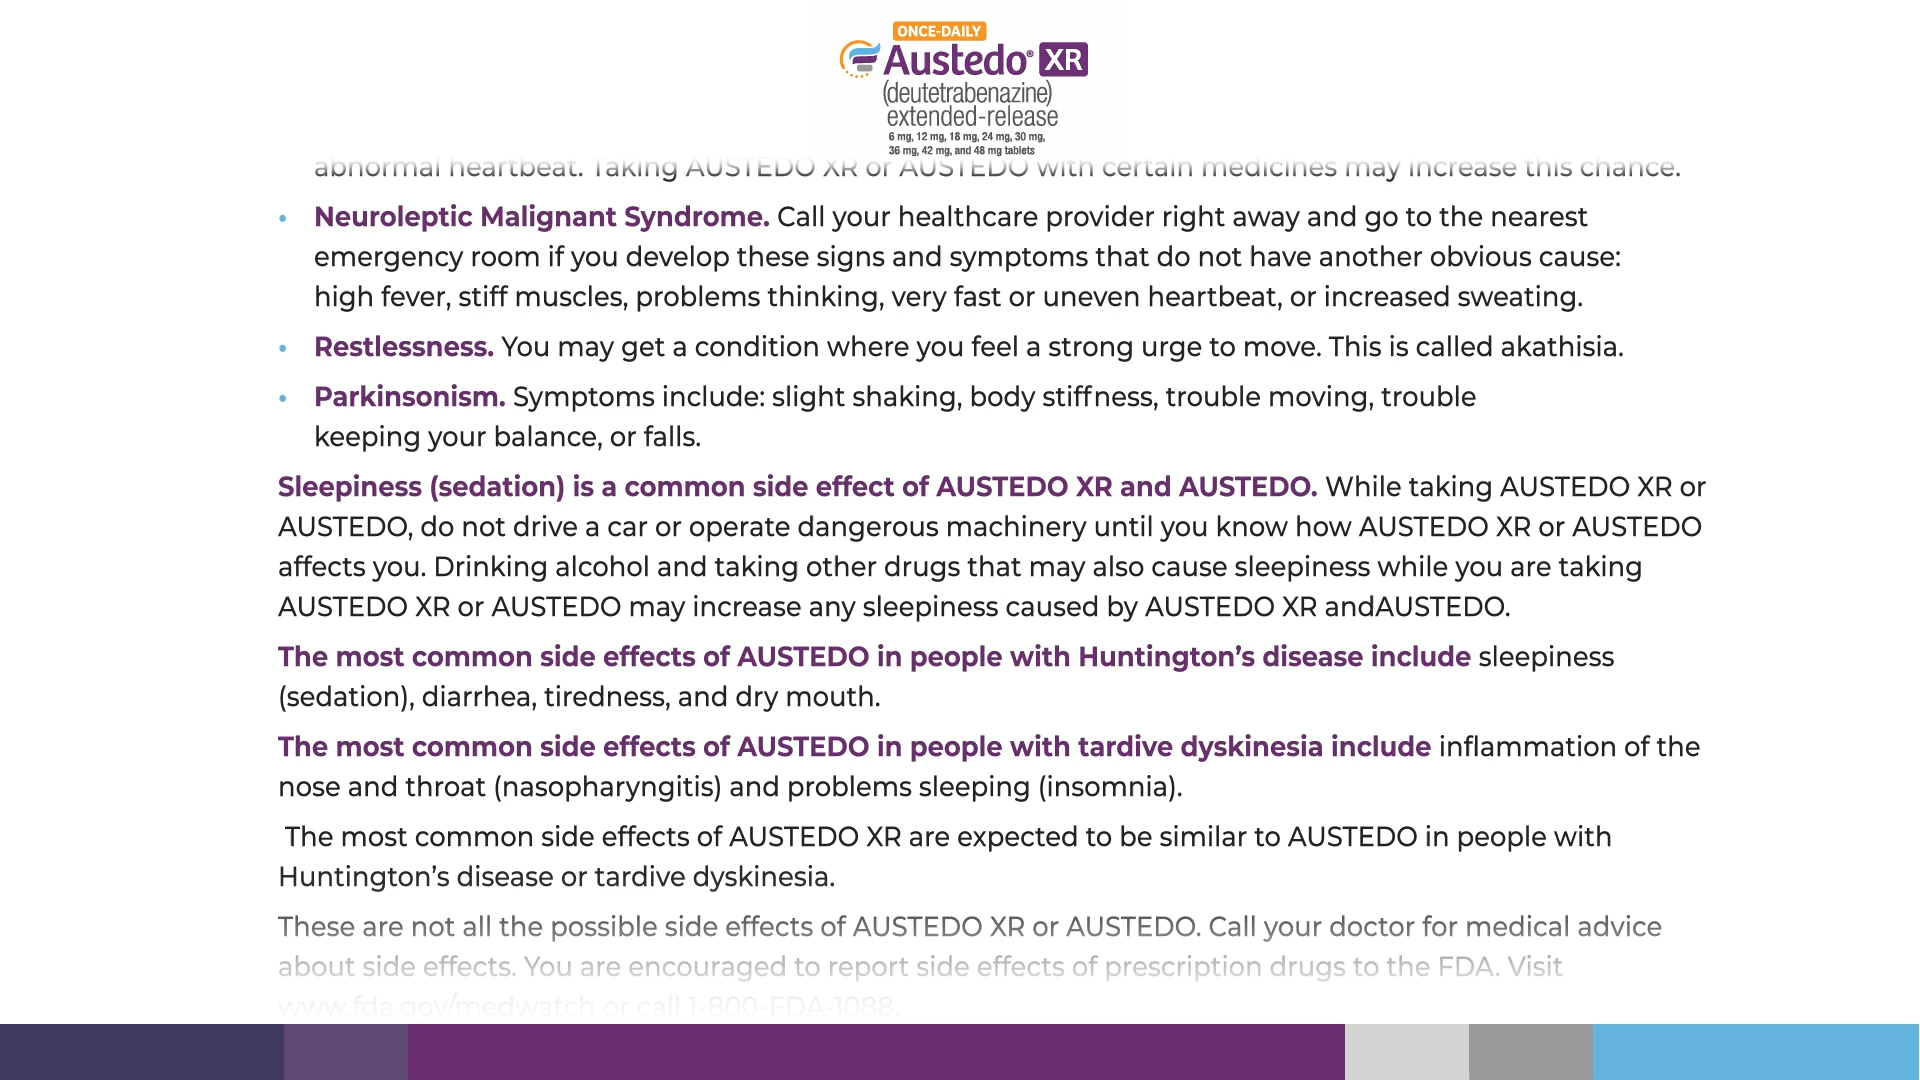 ONCE-DAILY
Austedo® XR
(deutetrabenazine)
extended-release
6 mg, 12 mg, 18 mg, 24 mg, 30 mg,
36 mg, 42 mg, and 48 mg tablets
abnormal heartbeat. Taking AUSTEDO XR or AUSTEDO with certain medicines may increase this chance.
• Neuroleptic Malignant Syndrome. Call your healthcare provider right away and go to the nearest
emergency room if you develop these signs and symptoms that do not have another obvious cause:
high fever, stiff muscles, problems thinking, very fast or uneven heartbeat, or increased sweating.
• Restlessness. You may get a condition where you feel a strong urge to move. This is called akathisia.
• Parkinsonism. Symptoms include: slight shaking, body stiffness, trouble moving, trouble
keeping your balance, or falls.
Sleepiness (sedation) is a common side effect of AUSTEDO XR and AUSTEDO. While taking AUSTEDO XR or
AUSTEDO, do not drive a car or operate dangerous machinery until you know how AUSTEDO XR or AUSTEDO
affects you. Drinking alcohol and taking other drugs that may also cause sleepiness while you are taking
AUSTEDO XR or AUSTEDO may increase any sleepiness caused by AUSTEDO XR andAUSTEDO.
The most common side effects of AUSTEDO in people with Huntington’s disease include sleepiness
(sedation), diarrhea, tiredness, and dry mouth.
The most common side effects of AUSTEDO in people with tardive dyskinesia include inflammation of the
nose and throat (nasopharyngitis) and problems sleeping (insomnia).
The most common side effects of AUSTEDO XR are expected to be similar to AUSTEDO in people with
Huntington’s disease or tardive dyskinesia.
These are not all the possible side effects of AUSTEDO XR or AUSTEDO. Call your doctor for medical advice
about side effects. You are encouraged to report side effects of prescription drugs to the FDA. Visit
www.fda.gov/medwatch or call 1-800-FDA-1088.